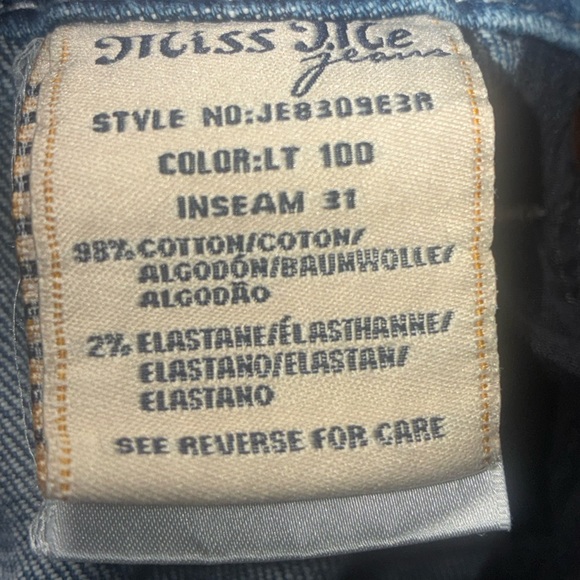 Miss Me
jeans
STYLE NO:JE8309E3R
COLOR:LT 100
INSEAM 31
98% COTTON/COTON/
ALGODÓN/BAUMWOLLE/
ALGODÃO
2% ELASTANE/ÉLASTHANNE/
ELASTANO/ELASTAN/
ELASTANO
SEE REVERSE FOR CARE